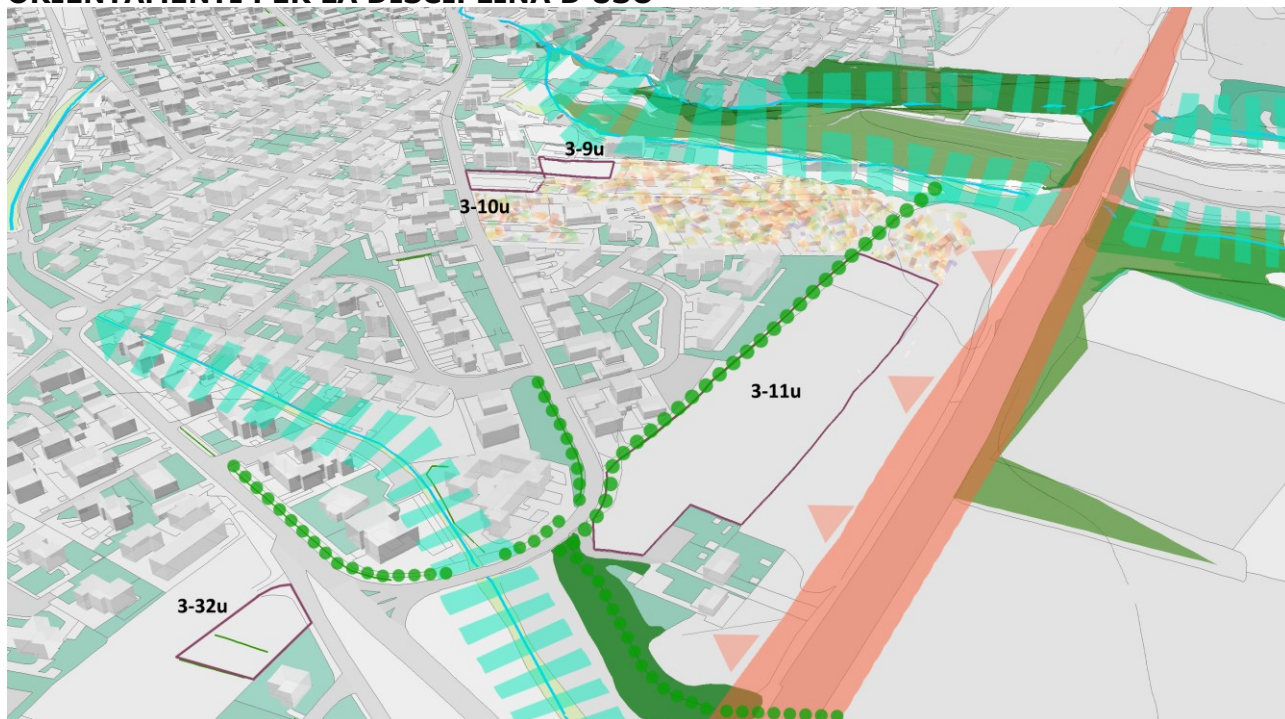 ORIENTAMENTI PER LA DISCIPLINA D'USO
3-9u
3-10u
3-11u
3-32u